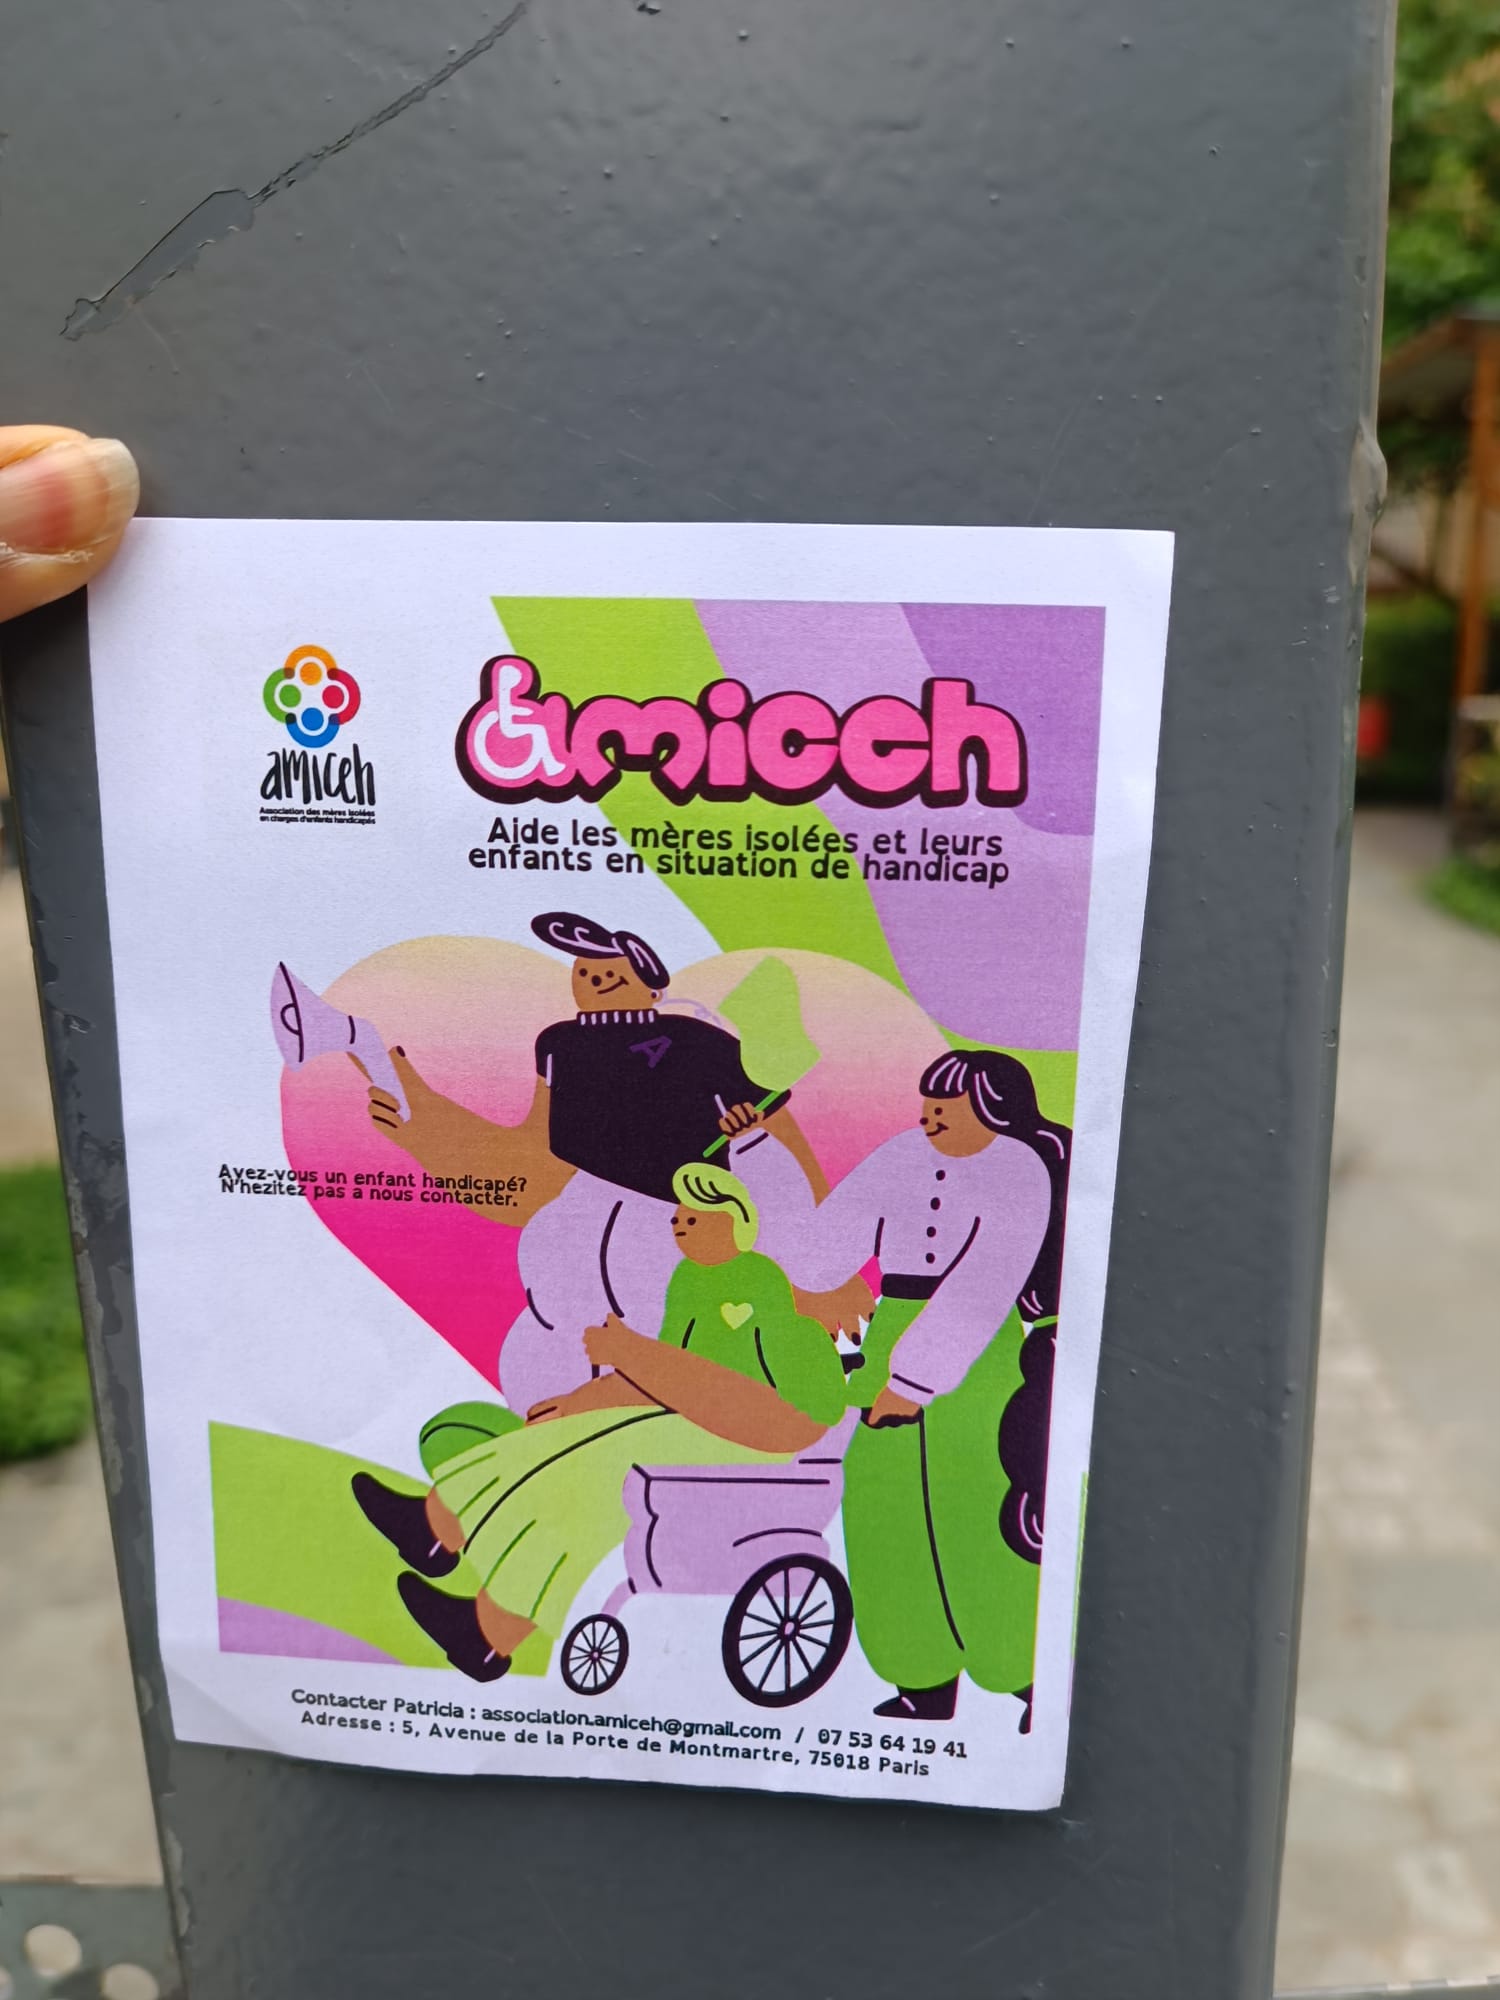 amiceh
Association des mères isolées
en charges d'enfants handicapés
amicch
Aide les mères isolées et leurs
enfants en situation de handicap
A
Avez-vous un enfant handicapé?
N'hezitez pas a nous contacter.
Contacter Patricia : association.amiceh@gmail.com / 07 53 64 19 41
Adresse : 5, Avenue de la Porte de Montmartre, 75018 Paris